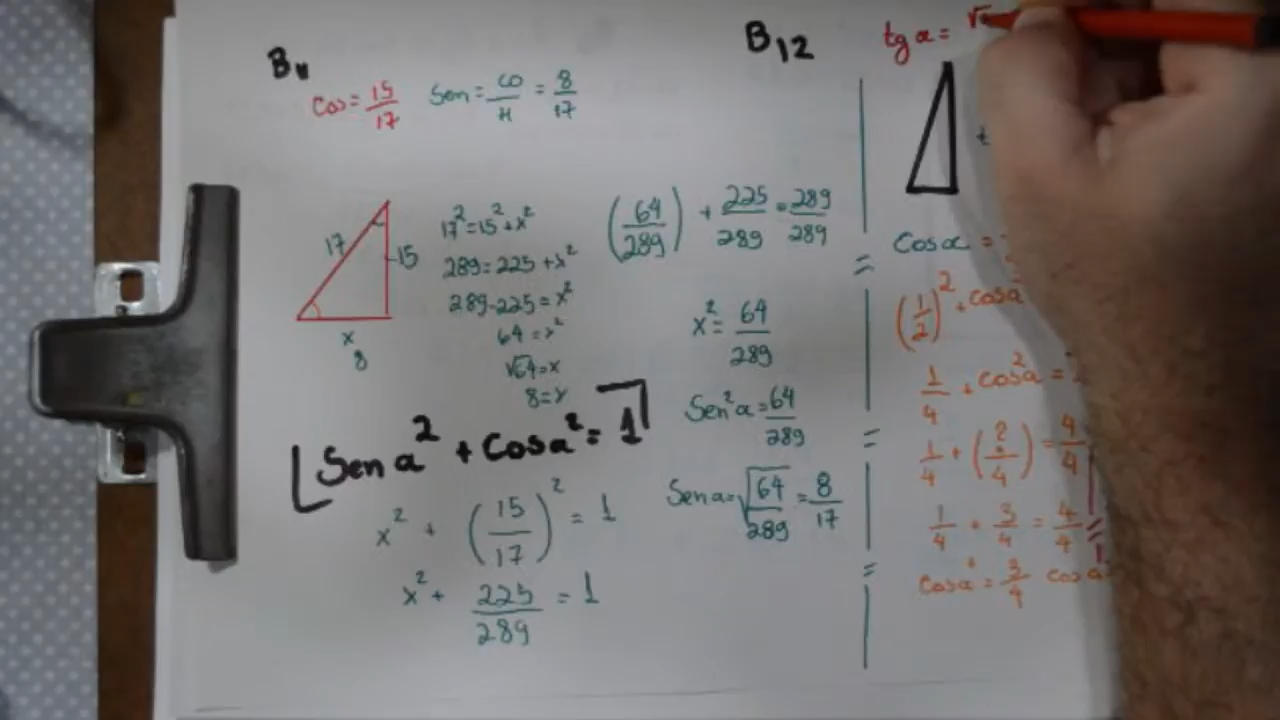 B11
Cos = 15/17 Sen = CO/H = 8/17
17
15
x
8
17² = 15² + x²
289 = 225 + x²
289 - 225 = x²
64 = x²
√64 = x
8 = x
[Sen a² + Cos a² = 1]
x² + (15/17)² = 1
x² + 225/289 = 1
(64/289) + 225/289 = 289/289
x² = 64/289
Sen² a = 64/289
Sen a = √64/289 = 8/17
B12
tg a =
Cos a =
(1/2)² + cos a²
1/4 + cos a² =
1/4 + (?/4) = 4/4
1/4 + 3/4 = 4/4
cos a² = 3/4 cos a